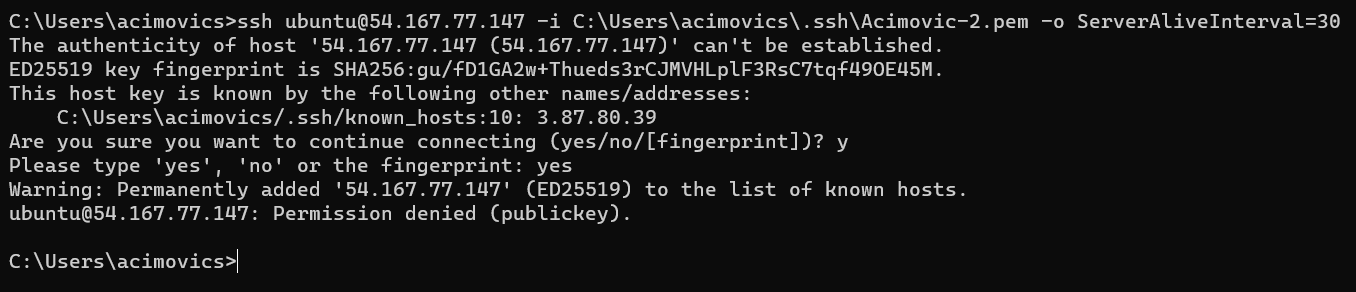 C:\Users\acimovics>ssh ubuntu@54.167.77.147 -i C:\Users\acimovics\.ssh\Acimovic-2.pem -o ServerAliveInterval=30
The authenticity of host '54.167.77.147 (54.167.77.147)' can't be established.
ED25519 key fingerprint is SHA256:gu/fD1GA2w+Thueds3rCJMVHLplF3RsC7tqf49OE45M.
This host key is known by the following other names/addresses:
    C:\Users\acimovics/.ssh/known_hosts:10: 3.87.80.39
Are you sure you want to continue connecting (yes/no/[fingerprint])? y
Please type 'yes', 'no' or the fingerprint: yes
Warning: Permanently added '54.167.77.147' (ED25519) to the list of known hosts.
ubuntu@54.167.77.147: Permission denied (publickey).
C:\Users\acimovics>